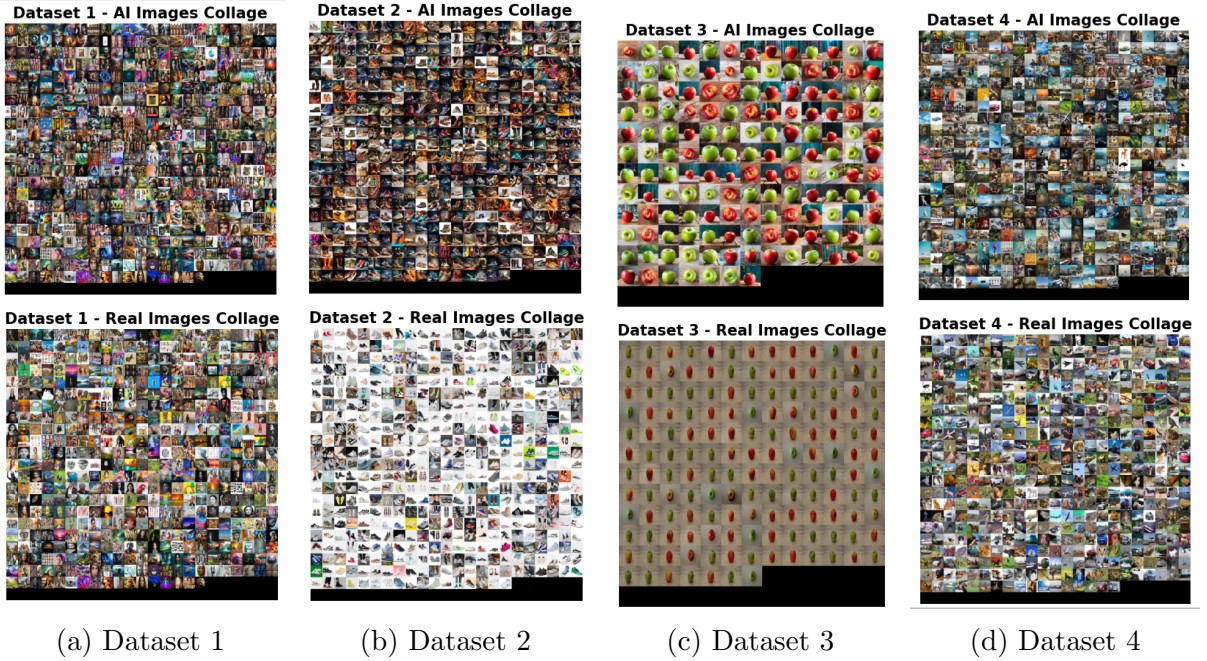 Dataset 1 - AI Images Collage
Dataset 2 - AI Images Collage
Dataset 3 - AI Images Collage
Dataset 4 - AI Images Collage
Dataset 1 - Real Images Collage
Dataset 2 - Real Images Collage
Dataset 3 - Real Images Collage
Dataset 4 - Real Images Collage
(a) Dataset 1
(b) Dataset 2
(c) Dataset 3
(d) Dataset 4